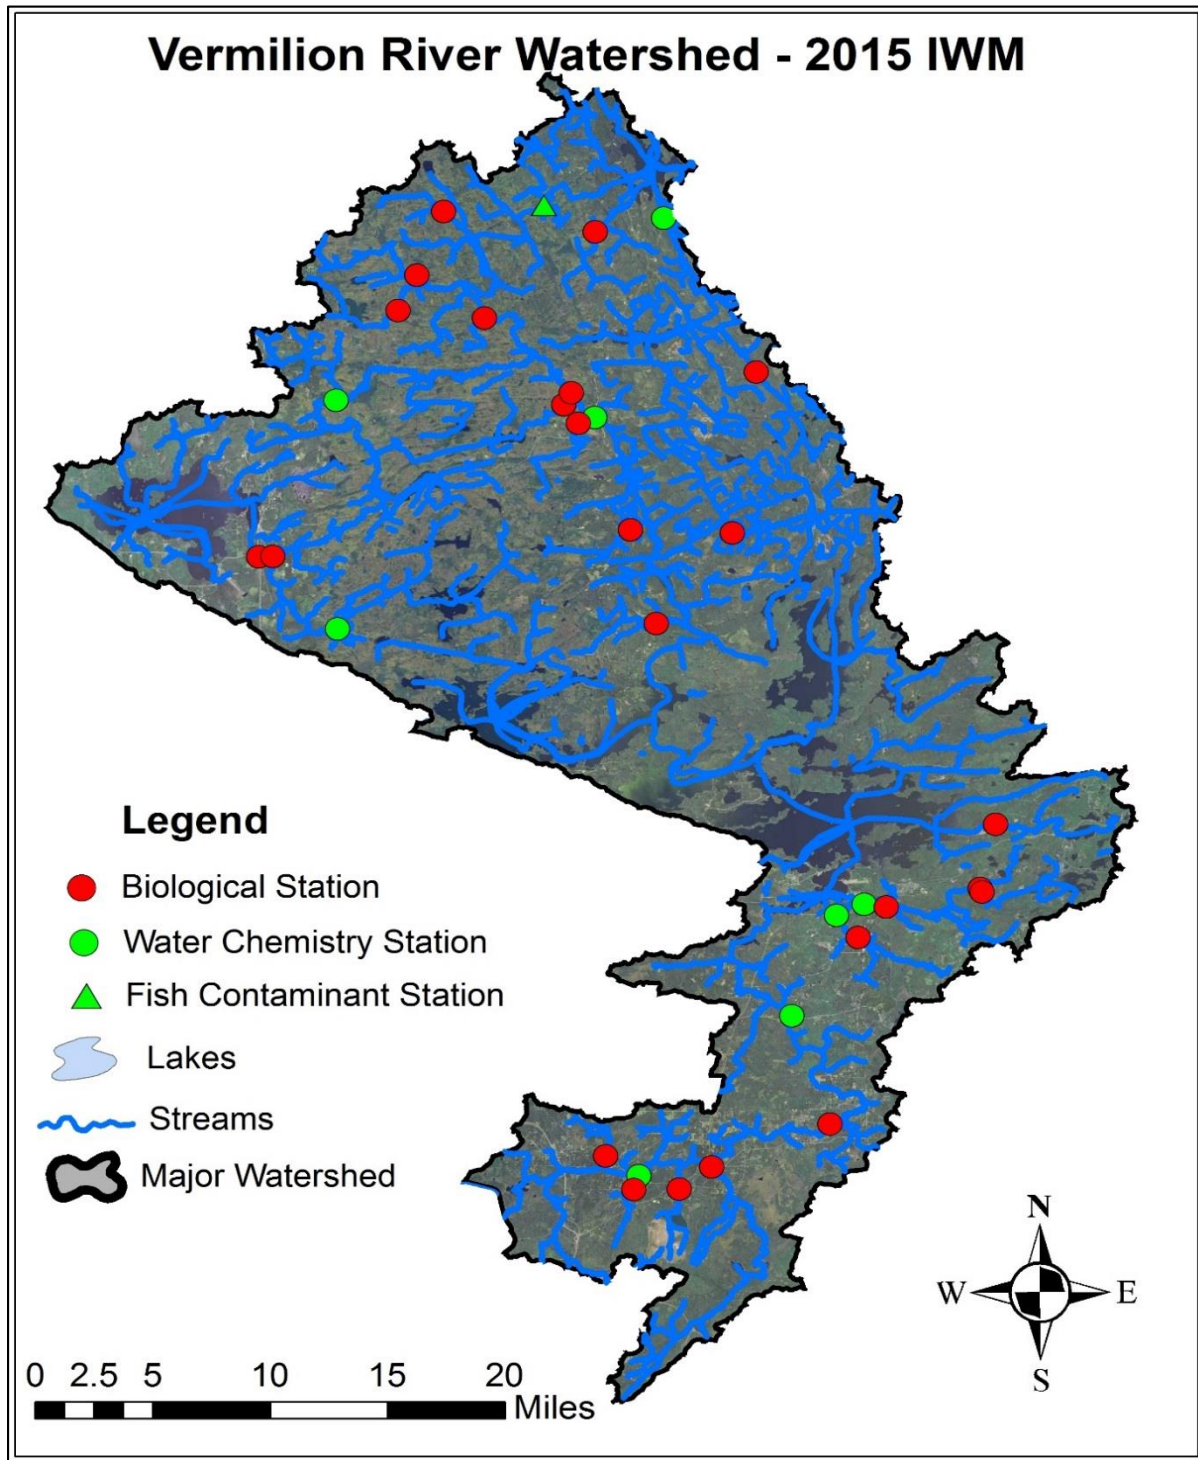 Vermilion River Watershed - 2015 IWM
Legend
Biological Station
Water Chemistry Station
Fish Contaminant Station
Lakes
Streams
Major Watershed
N
W E
S
0 2.5 5 10 15 20
Miles